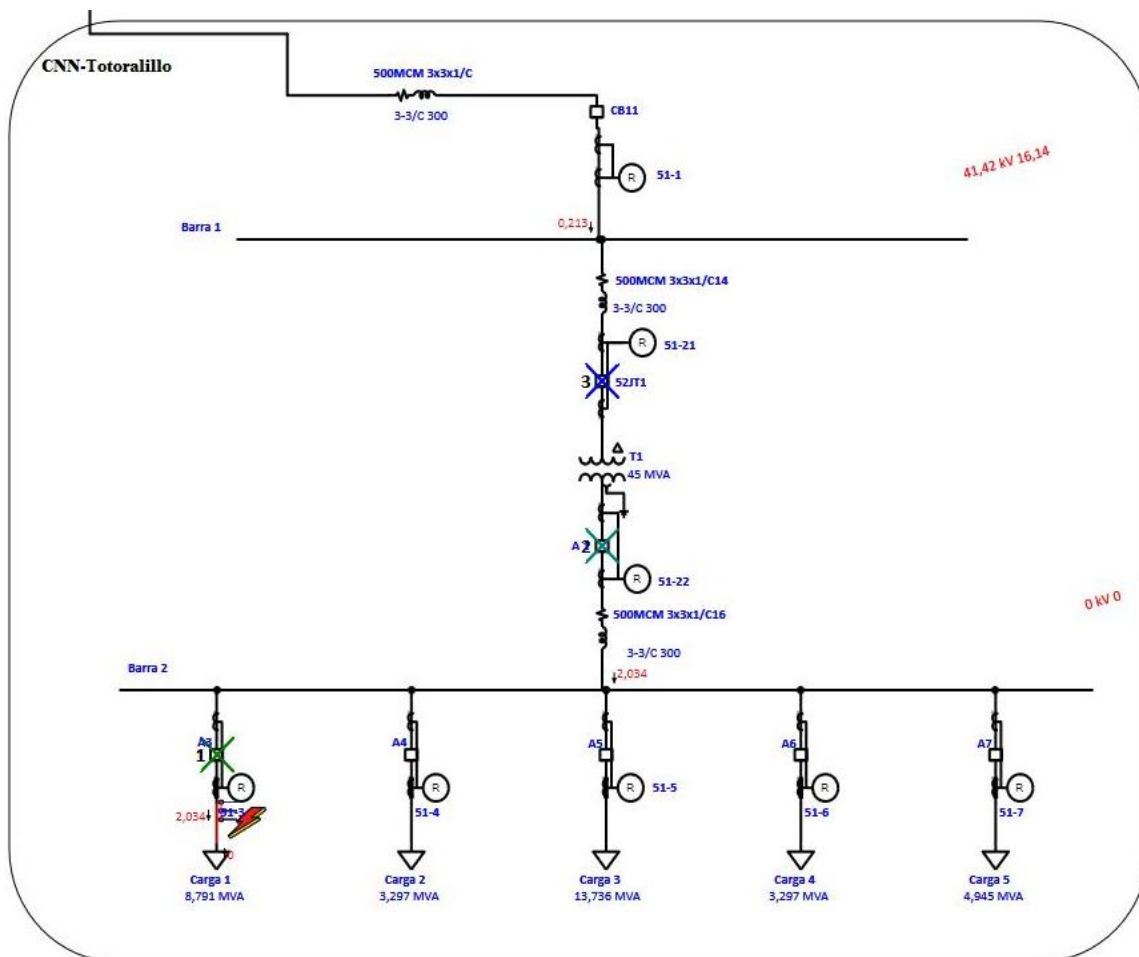 CNN-Totoralillo
500MCM 3x3x1/C
3-3/C 300
CB11
R
51-1
41,42 kV 16,14
0,213
Barra 1
500MCM 3x3x1/C14
3-3/C 300
R
51-21
3
52JT1
T1
45 MVA
A
2
R
51-22
500MCM 3x3x1/C16
0 kV 0
3-3/C 300
Barra 2
2,034
A3
A4
A5
A6
A7
1
R
R
R
R
R
51-3
51-4
51-5
51-6
51-7
2,034
0
Carga 1
8,791 MVA
Carga 2
3,297 MVA
Carga 3
13,736 MVA
Carga 4
3,297 MVA
Carga 5
4,945 MVA